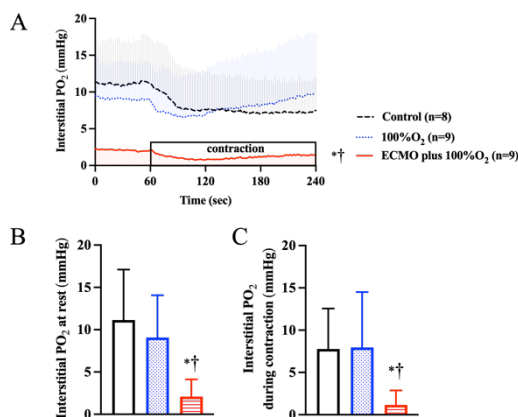 A
Interstitial PO2 (mmHg)
20
15
10
5
0
contraction
0 60 120 180 240
Time (sec)
*†
Control (n=8)
100%O2 (n=9)
ECMO plus 100%O2 (n=9)
B
Interstitial PO2 at rest (mmHg)
20
15
10
5
0
*†
C
Interstitial PO2
during contraction (mmHg)
20
15
10
5
0
*†